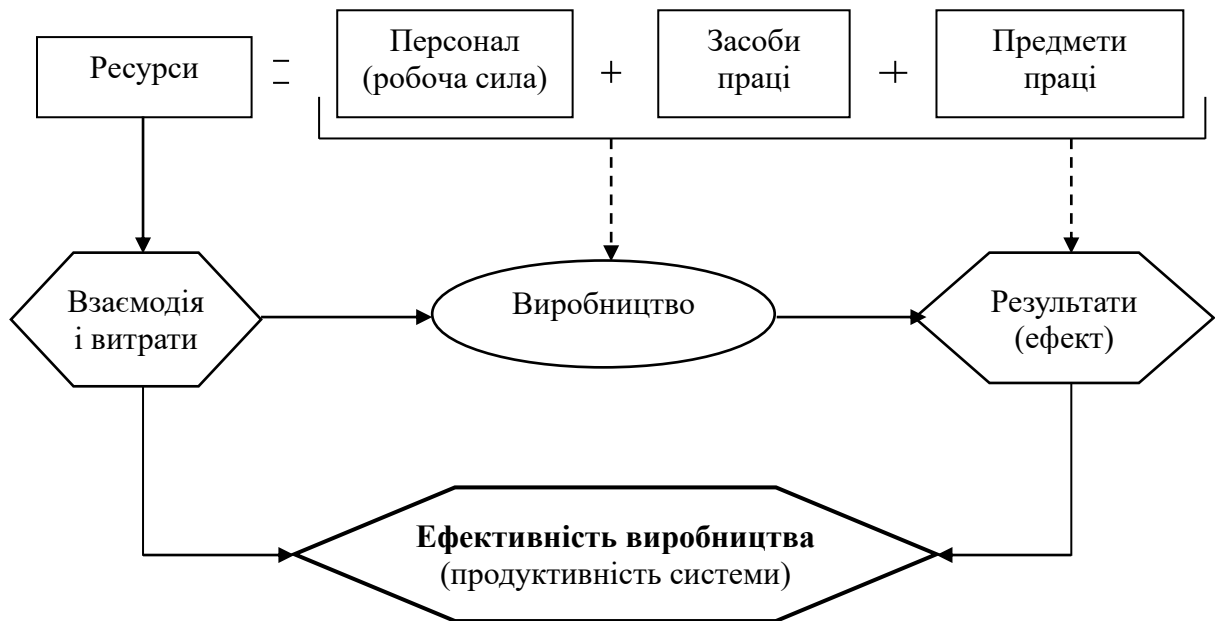 Ресурси
=
Персонал
(робоча сила)
+
Засоби
праці
+
Предмети
праці
Взаємодія
і витрати
Виробництво
Результати
(ефект)
Ефективність виробництва
(продуктивність системи)